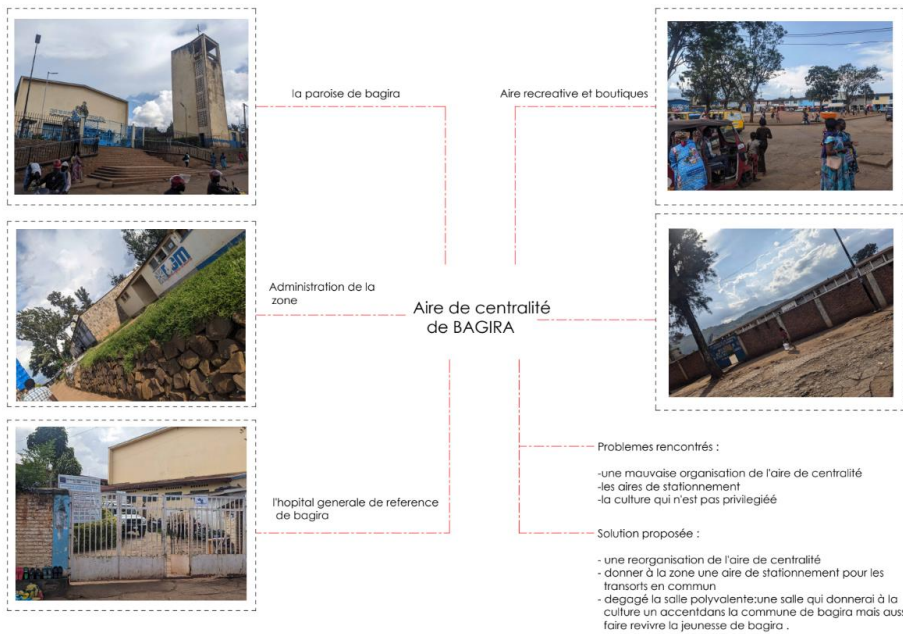 la paroise de bagira
Aire recreative et boutiques
Administration de la
zone
Aire de centralité
de BAGIRA
l'hopital generale de reference
de bagira
Problemes rencontrés :
-une mauvaise organisation de l'aire de centralité
-les aires de stationnement
-la culture qui n'est pas privilegiéé
Solution proposée :
- une reorganisation de l'aire de centralité
- donner à la zone une aire de stationnement pour les
transorts en commun
- degagé la salle polyvalente:une salle qui donnerai à la
culture un accentdans la commune de bagira mais aus
faire revivre la jeunesse de bagira .